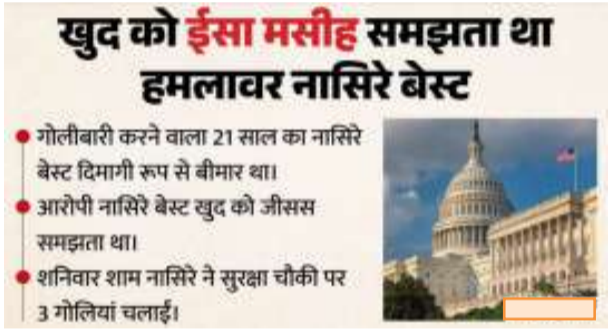 खुद को ईसा मसीह समझता था
हमलावर नासिरे बेस्ट
गोलीबारी करने वाला 21 साल का नासिरे
बेस्ट दिमागी रूप से बीमार था।
आरोपी नासिरे बेस्ट खुद को जीसस
समझता था।
शनिवार शाम नासिरे ने सुरक्षा चौकी पर
3 गोलियां चलाईं।